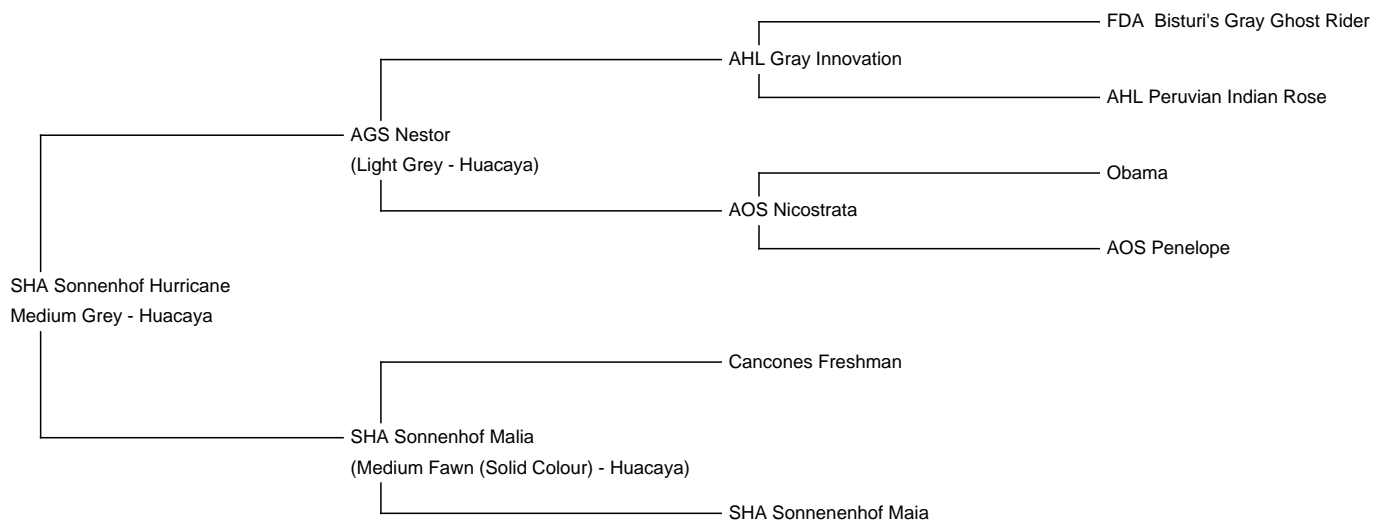 FDA  Bisturi's Gray Ghost Rider
AHL Gray Innovation
AHL Peruvian Indian Rose
AGS Nestor
(Light Grey - Huacaya)
Obama
AOS Nicostrata
AOS Penelope
SHA Sonnenhof Hurricane
Medium Grey - Huacaya
Cancones Freshman
SHA Sonnenhof Malia
(Medium Fawn (Solid Colour) - Huacaya)
SHA Sonnenenhof Maia